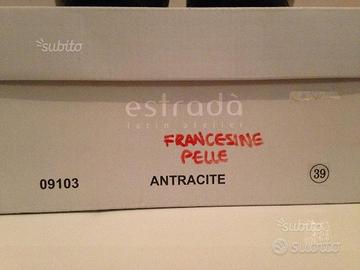 subito
estradà
latin atelier
FRANCESINE
PELLE
09103
ANTRACITE
39
subito
subito